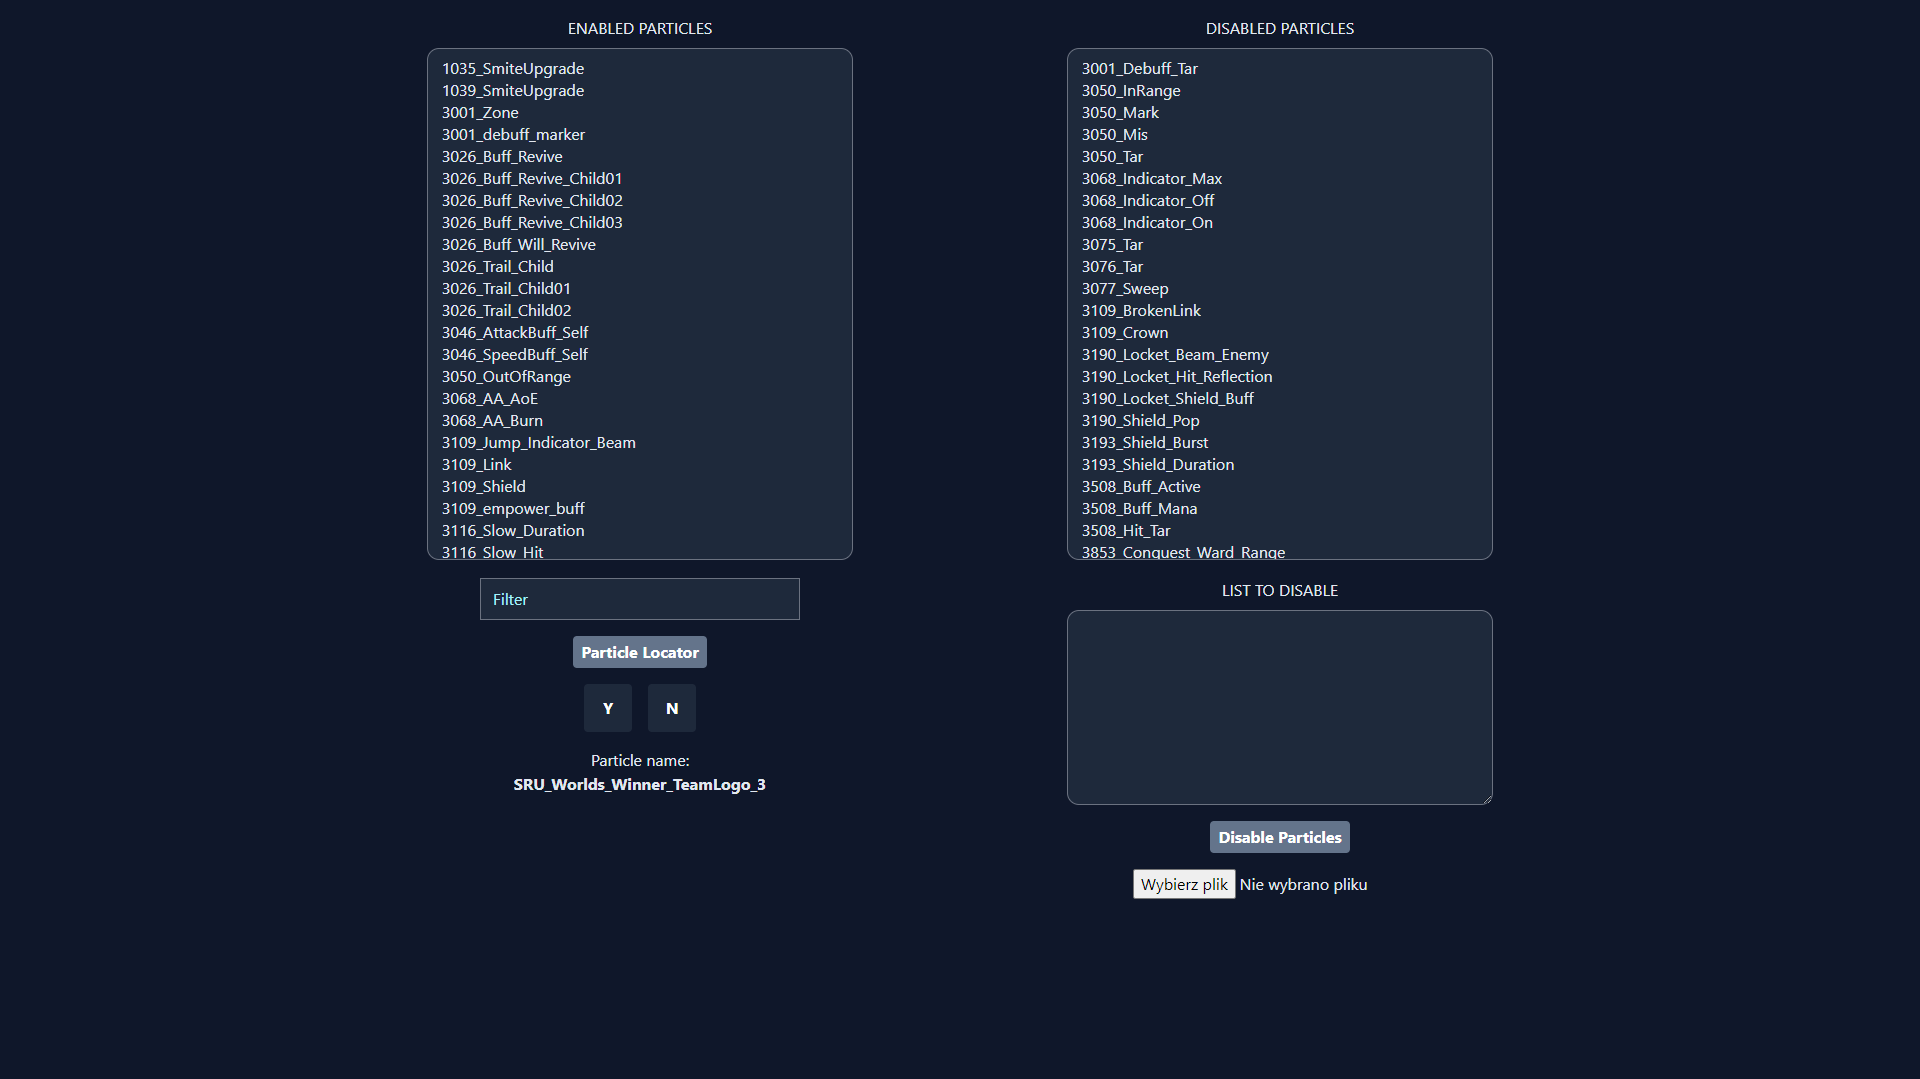 ENABLED PARTICLES
1035_SmiteUpgrade
1039_SmiteUpgrade
3001_Zone
3001_debuff_marker
3026_Buff_Revive
3026_Buff_Revive_Child01
3026_Buff_Revive_Child02
3026_Buff_Revive_Child03
3026_Buff_Will_Revive
3026_Trail_Child
3026_Trail_Child01
3026_Trail_Child02
3046_AttackBuff_Self
3046_SpeedBuff_Self
3050_OutOfRange
3068_AA_AoE
3068_AA_Burn
3109_Jump_Indicator_Beam
3109_Link
3109_Shield
3109_empower_buff
3116_Slow_Duration
3116_Slow_Hit
Filter
Particle Locator
Y
N
Particle name:
SRU_Worlds_Winner_TeamLogo_3
DISABLED PARTICLES
3001_Debuff_Tar
3050_InRange
3050_Mark
3050_Mis
3050_Tar
3068_Indicator_Max
3068_Indicator_Off
3068_Indicator_On
3075_Tar
3076_Tar
3077_Sweep
3109_BrokenLink
3109_Crown
3190_Locket_Beam_Enemy
3190_Locket_Hit_Reflection
3190_Locket_Shield_Buff
3190_Shield_Pop
3193_Shield_Burst
3193_Shield_Duration
3508_Buff_Active
3508_Buff_Mana
3508_Hit_Tar
3853_Conquest_Ward_Range
LIST TO DISABLE
Disable Particles
Wybierz plik Nie wybrano pliku